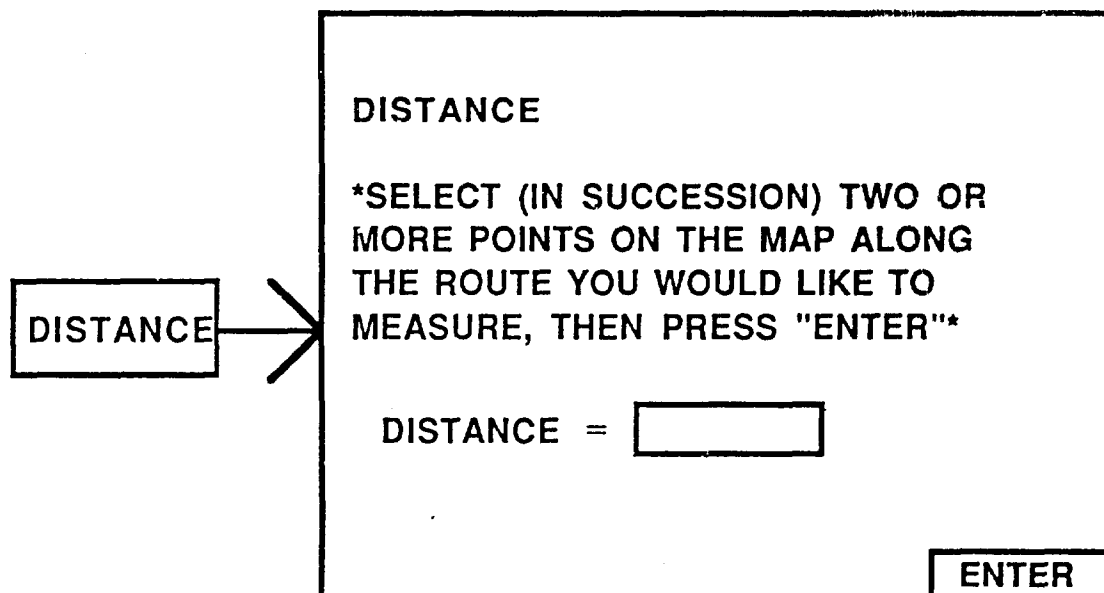 DISTANCE
DISTANCE
*SELECT (IN SUCCESSION) TWO OR
MORE POINTS ON THE MAP ALONG
THE ROUTE YOU WOULD LIKE TO
MEASURE, THEN PRESS "ENTER"*
DISTANCE =
ENTER